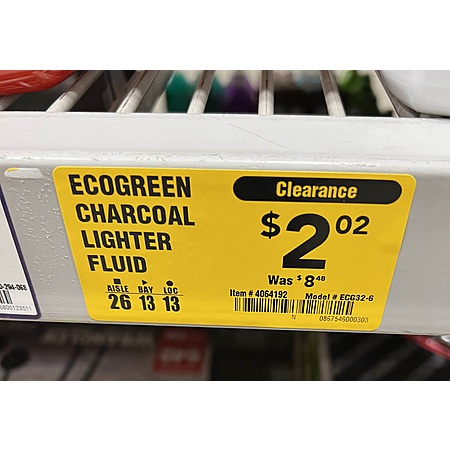 ECOGREEN
CHARCOAL
LIGHTER
FLUID
AISLE BAY LOC
26 13 13
Clearance
$2 02
Was $8 48
Item # 4064192 Model # ECG32-6
N 0867546000303